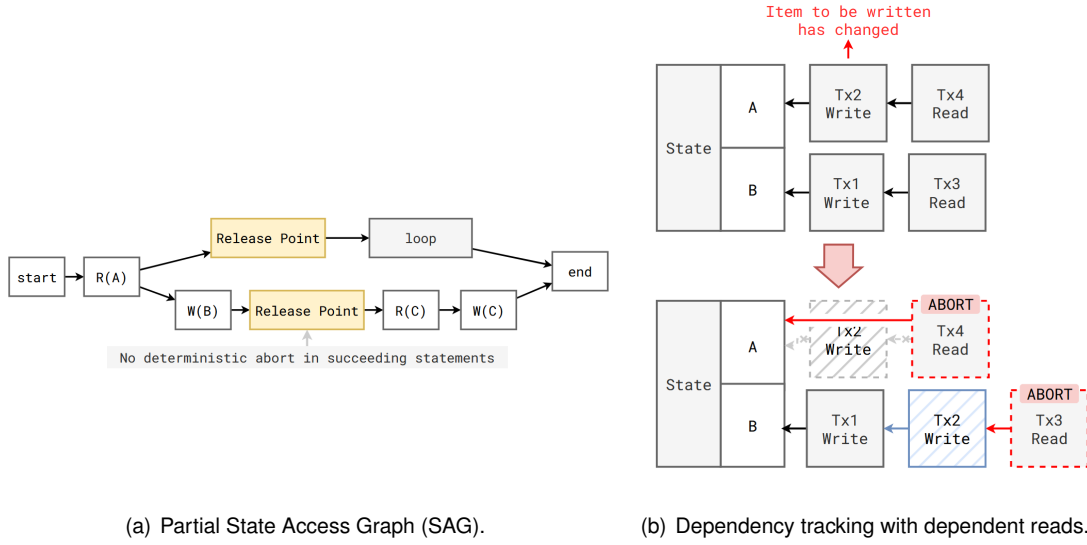 start
R(A)
Release Point
loop
W(B)
Release Point
R(C)
W(C)
end
No deterministic abort in succeeding statements
(a) Partial State Access Graph (SAG).
Item to be written
has changed
State
A
B
Tx2
Write
Tx4
Read
Tx1
Write
Tx3
Read
State
A
B
Tx2
Write
ABORT
Tx4
Read
Tx1
Write
Tx2
Write
ABORT
Tx3
Read
(b) Dependency tracking with dependent reads.